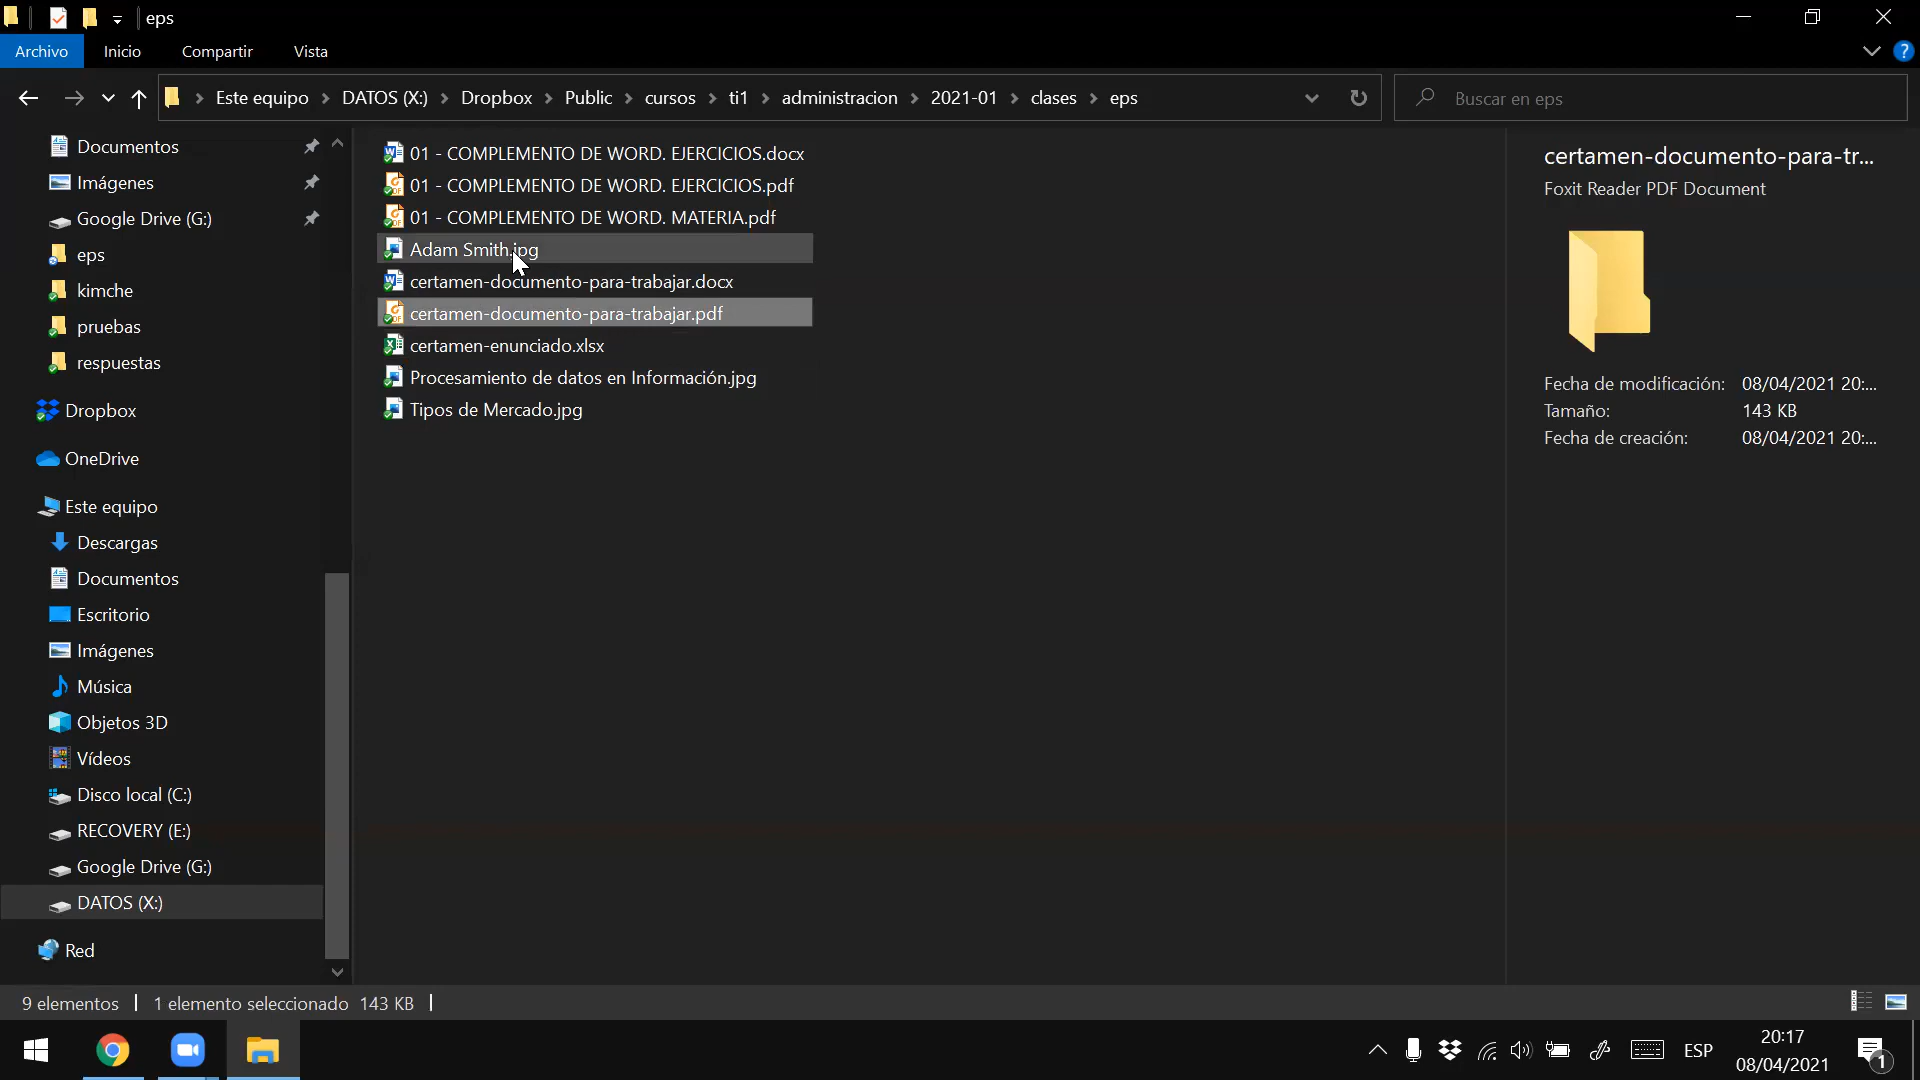 eps
Archivo Inicio Compartir Vista
Este equipo DATOS (X:) Dropbox Public cursos ti1 administracion 2021-01 clases eps
Buscar en eps
Documentos
Imágenes
Google Drive (G:)
eps
kimche
pruebas
respuestas
Dropbox
OneDrive
Este equipo
Descargas
Documentos
Escritorio
Imágenes
Música
Objetos 3D
Vídeos
Disco local (C:)
RECOVERY (E:)
Google Drive (G:)
DATOS (X:)
Red
01 - COMPLEMENTO DE WORD. EJERCICIOS.docx
01 - COMPLEMENTO DE WORD. EJERCICIOS.pdf
01 - COMPLEMENTO DE WORD. MATERIA.pdf
Adam Smith.jpg
certamen-documento-para-trabajar.docx
certamen-documento-para-trabajar.pdf
certamen-enunciado.xlsx
Procesamiento de datos en Información.jpg
Tipos de Mercado.jpg
certamen-documento-para-tr...
Foxit Reader PDF Document
Fecha de modificación: 08/04/2021 20:...
Tamaño: 143 KB
Fecha de creación: 08/04/2021 20:...
9 elementos 1 elemento seleccionado 143 KB
ESP
20:17
08/04/2021
1